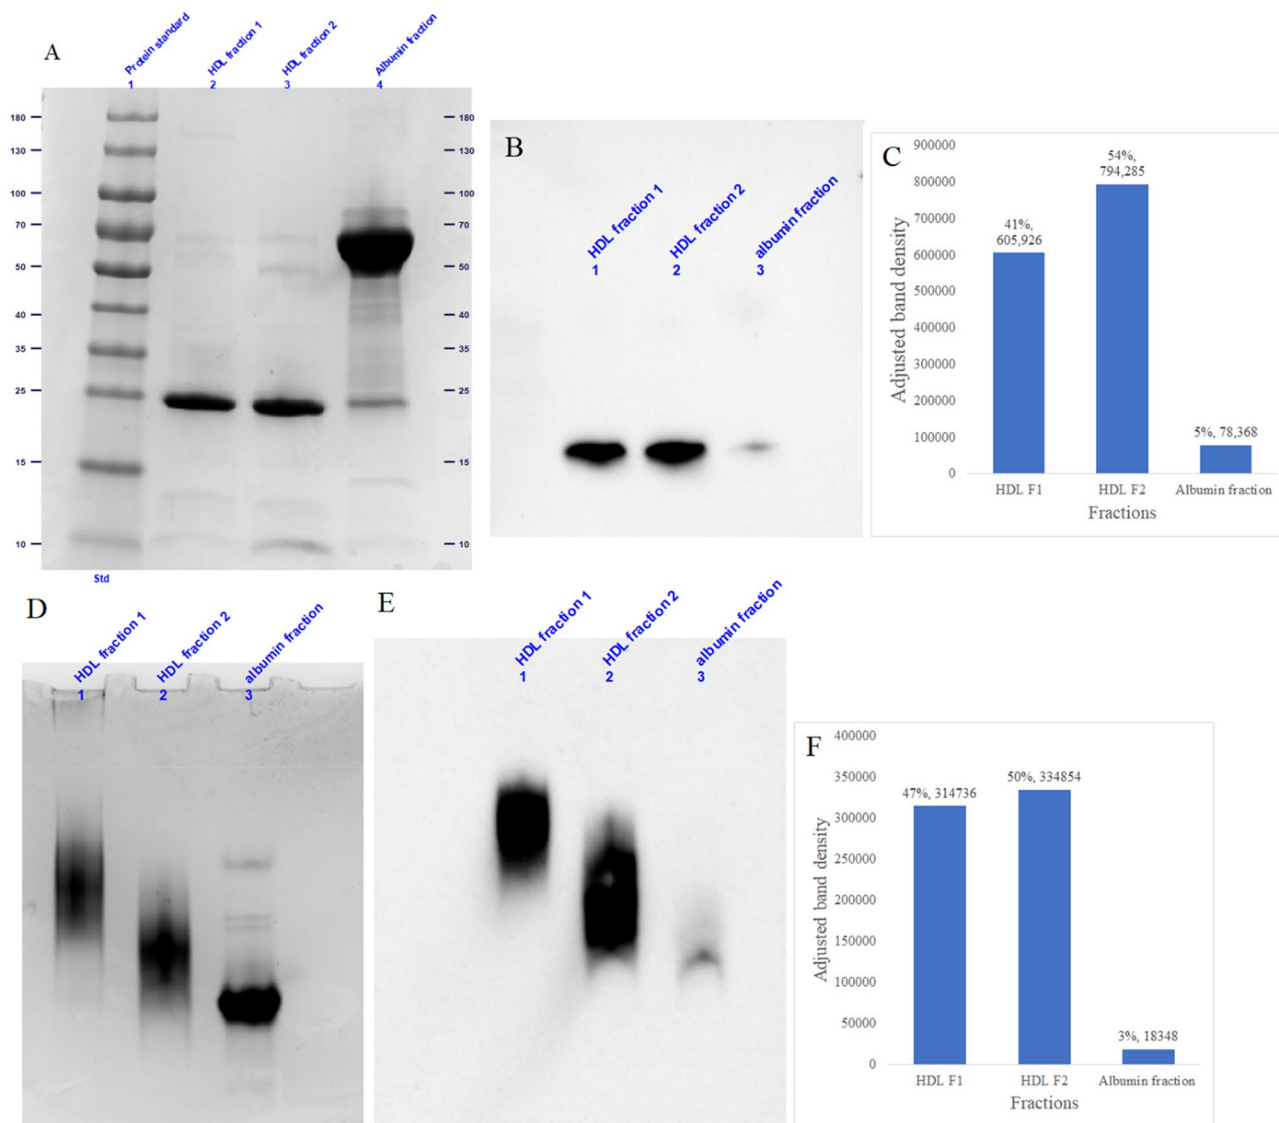 A
Protein standard
1
HDL fraction 1
2
HDL fraction 2
3
Albumin fraction
4
180
130
100
70
50
40
35
25
15
10
180
130
100
70
50
40
35
25
15
10
Std
B
HDL fraction 1
1
HDL fraction 2
2
albumin fraction
3
C
Adjusted band density
900000
800000
700000
600000
500000
400000
300000
200000
100000
0
41%,
605,926
54%,
794,285
5%, 78,368
HDL F1
HDL F2
Albumin fraction
Fractions
D
HDL fraction 1
1
HDL fraction 2
2
albumin fraction
3
E
HDL fraction 1
1
HDL fraction 2
2
albumin fraction
3
F
Adjusted band density
400000
350000
300000
250000
200000
150000
100000
50000
0
47%, 314736
50%, 334854
3%, 18348
HDL F1
HDL F2
Albumin fraction
Fractions